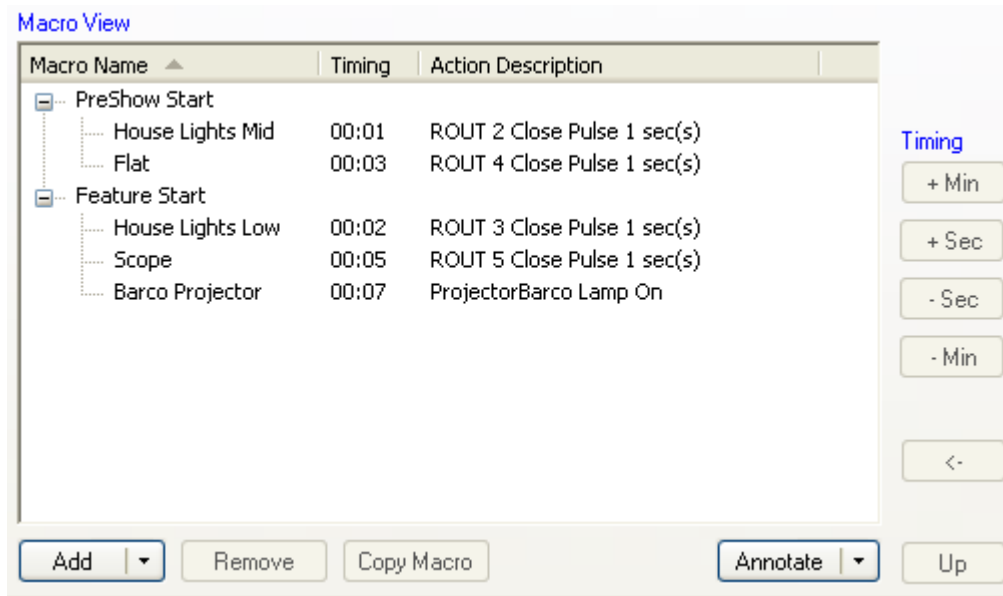 Macro View
Macro Name Timing Action Description
PreShow Start
House Lights Mid 00:01 ROUT 2 Close Pulse 1 sec(s)
Flat 00:03 ROUT 4 Close Pulse 1 sec(s)
Feature Start
House Lights Low 00:02 ROUT 3 Close Pulse 1 sec(s)
Scope 00:05 ROUT 5 Close Pulse 1 sec(s)
Barco Projector 00:07 ProjectorBarco Lamp On
Timing
+ Min
+ Sec
- Sec
- Min
<-
Add Remove Copy Macro Annotate Up